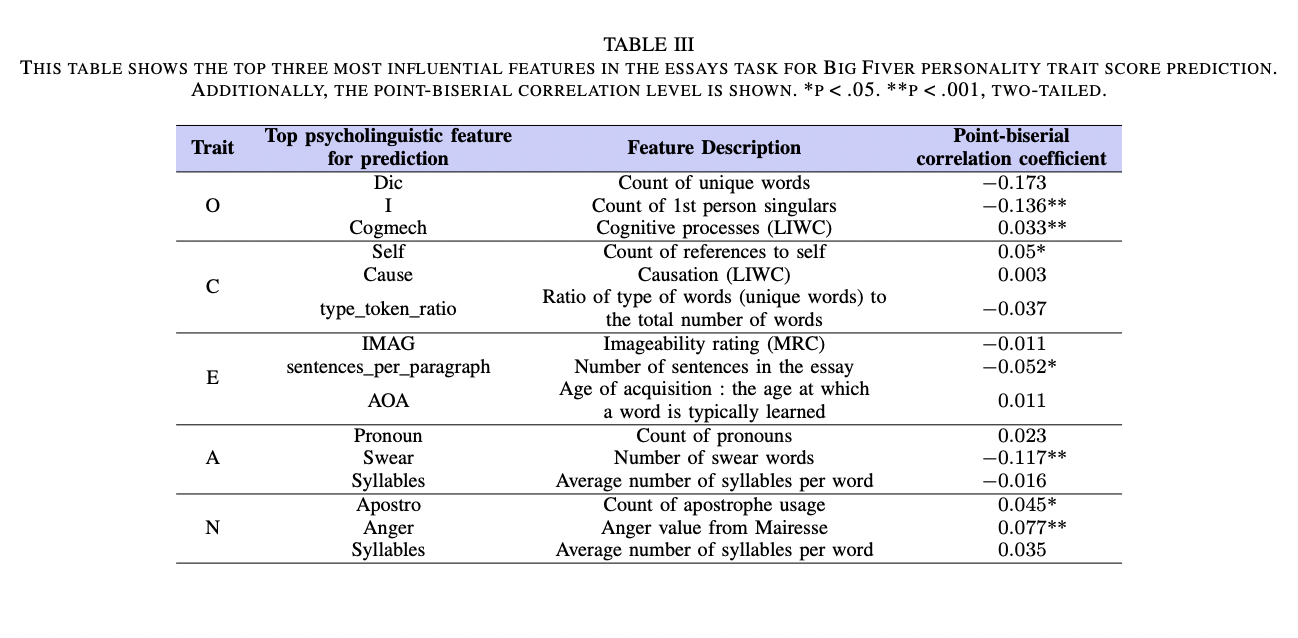 TABLE III
THIS TABLE SHOWS THE TOP THREE MOST INFLUENTIAL FEATURES IN THE ESSAYS TASK FOR BIG FIVER PERSONALITY TRAIT SCORE PREDICTION.
ADDITIONALLY, THE POINT-BISERIAL CORRELATION LEVEL IS SHOWN. *P < .05. **P < .001, TWO-TAILED.
Trait Top psycholinguistic feature for prediction Feature Description Point-biserial correlation coefficient
O
Dic Count of unique words −0.173
I Count of 1st person singulars −0.136**
Cogmech Cognitive processes (LIWC) 0.033**
C
Self Count of references to self 0.05*
Cause Causation (LIWC) 0.003
type_token_ratio Ratio of type of words (unique words) to the total number of words −0.037
E
IMAG Imageability rating (MRC) −0.011
sentences_per_paragraph Number of sentences in the essay −0.052*
AOA Age of acquisition : the age at which a word is typically learned 0.011
A
Pronoun Count of pronouns 0.023
Swear Number of swear words −0.117**
Syllables Average number of syllables per word −0.016
N
Apostro Count of apostrophe usage 0.045*
Anger Anger value from Mairesse 0.077**
Syllables Average number of syllables per word 0.035